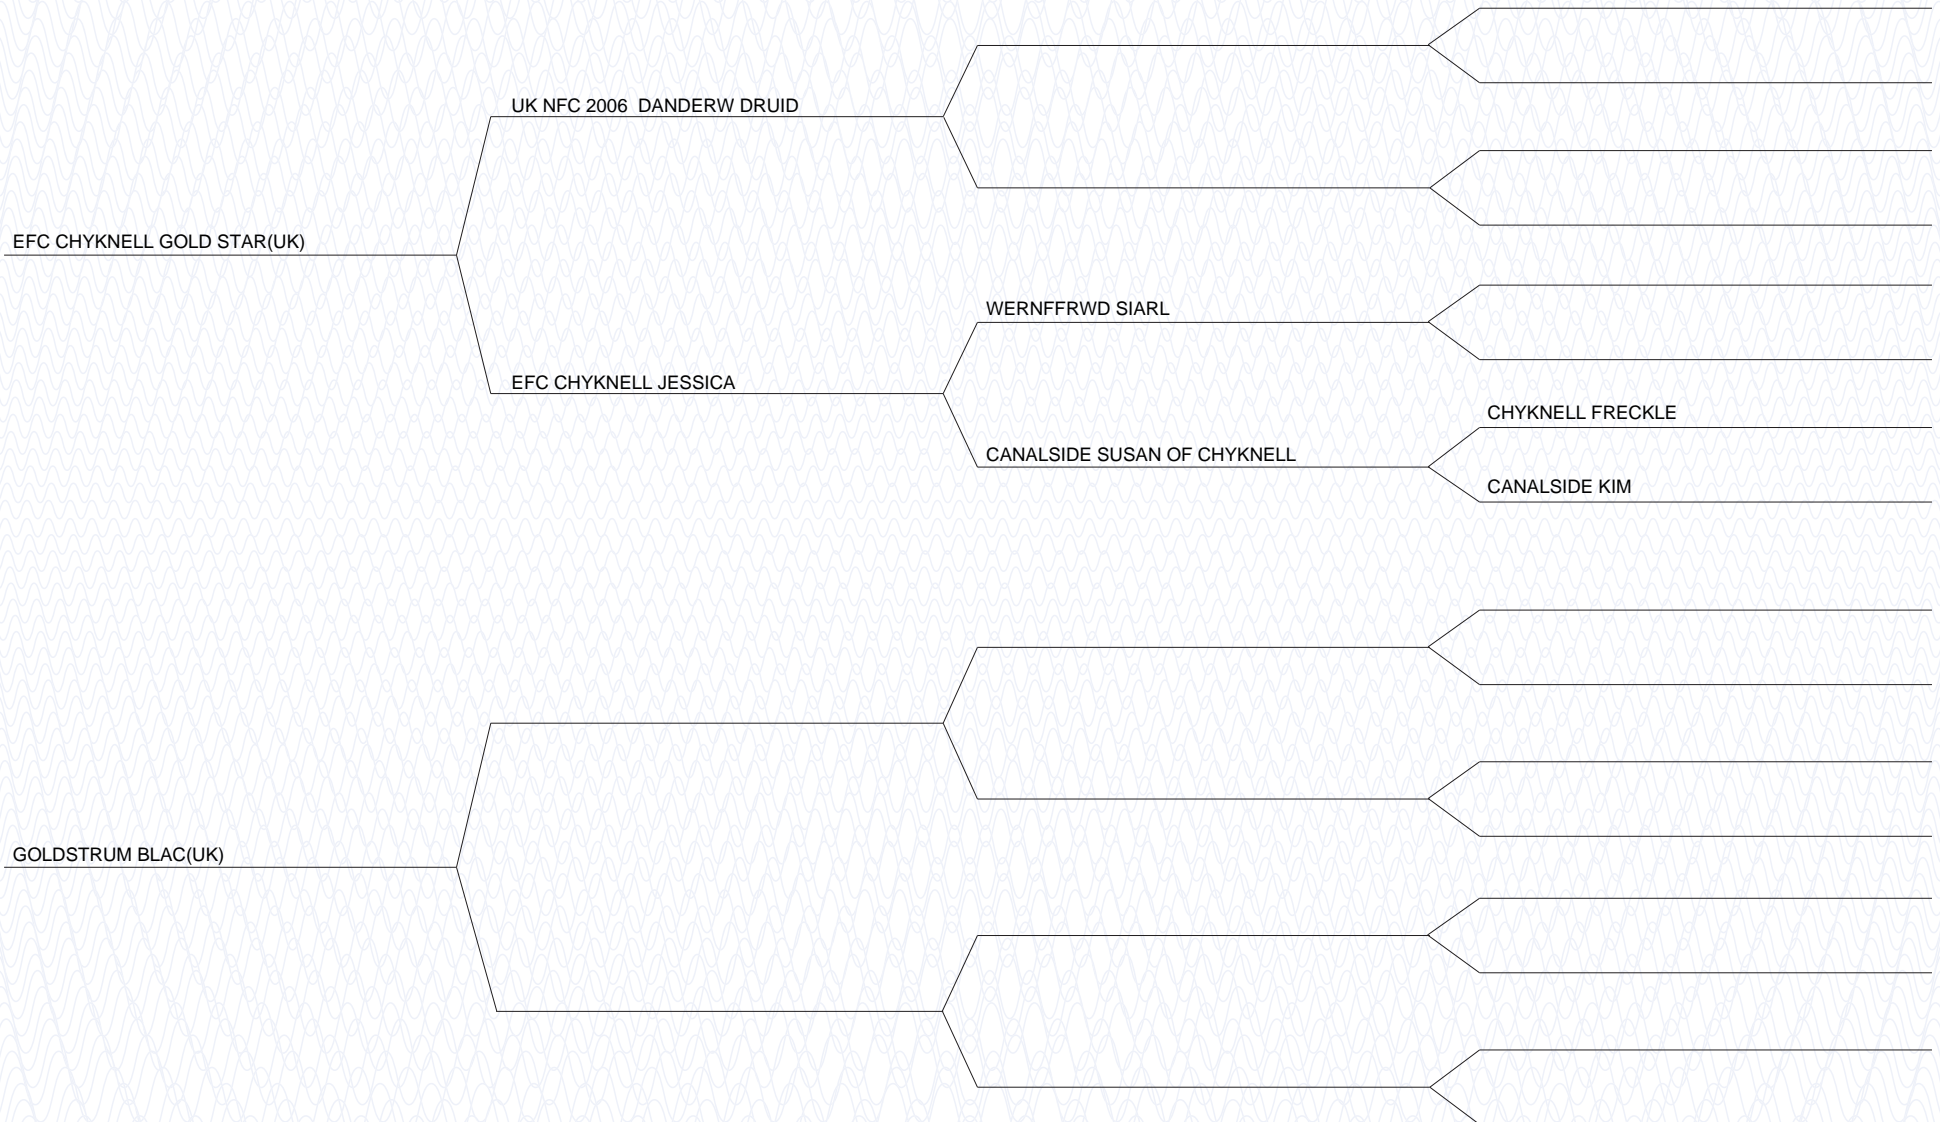 UK NFC 2006  DANDERW DRUID
EFC CHYKNELL GOLD STAR(UK)
WERNFFRWD SIARL
EFC CHYKNELL JESSICA
CHYKNELL FRECKLE
CANALSIDE SUSAN OF CHYKNELL
CANALSIDE KIM
GOLDSTRUM BLAC(UK)